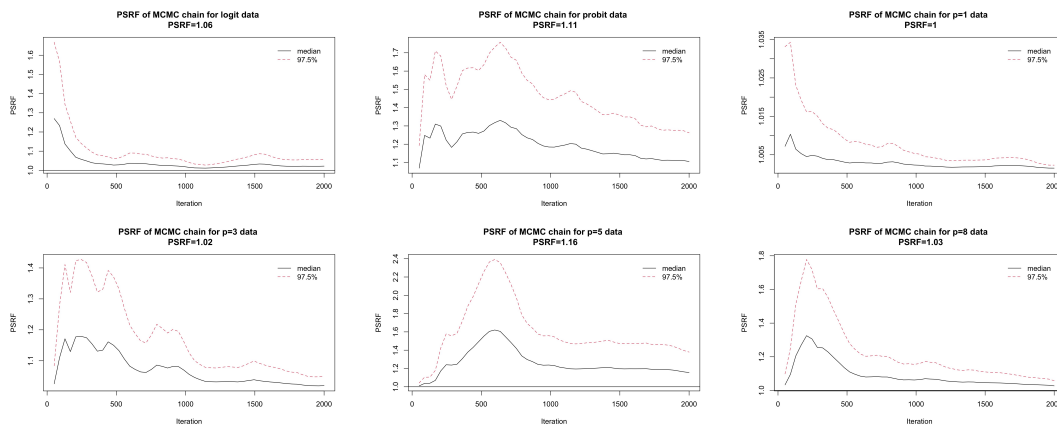 PSRF of MCMC chain for logit data
PSRF=1.06
PSRF
1.0 1.1 1.2 1.3 1.4 1.5 1.6
median
97.5%
0 500 1000 1500 2000
Iteration
PSRF of MCMC chain for probit data
PSRF=1.11
PSRF
1.1 1.2 1.3 1.4 1.5 1.6 1.7
median
97.5%
0 500 1000 1500 2000
Iteration
PSRF of MCMC chain for p=1 data
PSRF=1
PSRF
1.005 1.015 1.025 1.035
median
97.5%
0 500 1000 1500 2000
Iteration
PSRF of MCMC chain for p=3 data
PSRF=1.02
PSRF
1.1 1.2 1.3 1.4
median
97.5%
0 500 1000 1500 2000
Iteration
PSRF of MCMC chain for p=5 data
PSRF=1.16
PSRF
1.0 1.2 1.4 1.6 1.8 2.0 2.2 2.4
median
97.5%
0 500 1000 1500 2000
Iteration
PSRF of MCMC chain for p=8 data
PSRF=1.03
PSRF
1.0 1.2 1.4 1.6 1.8
median
97.5%
0 500 1000 1500 2000
Iteration